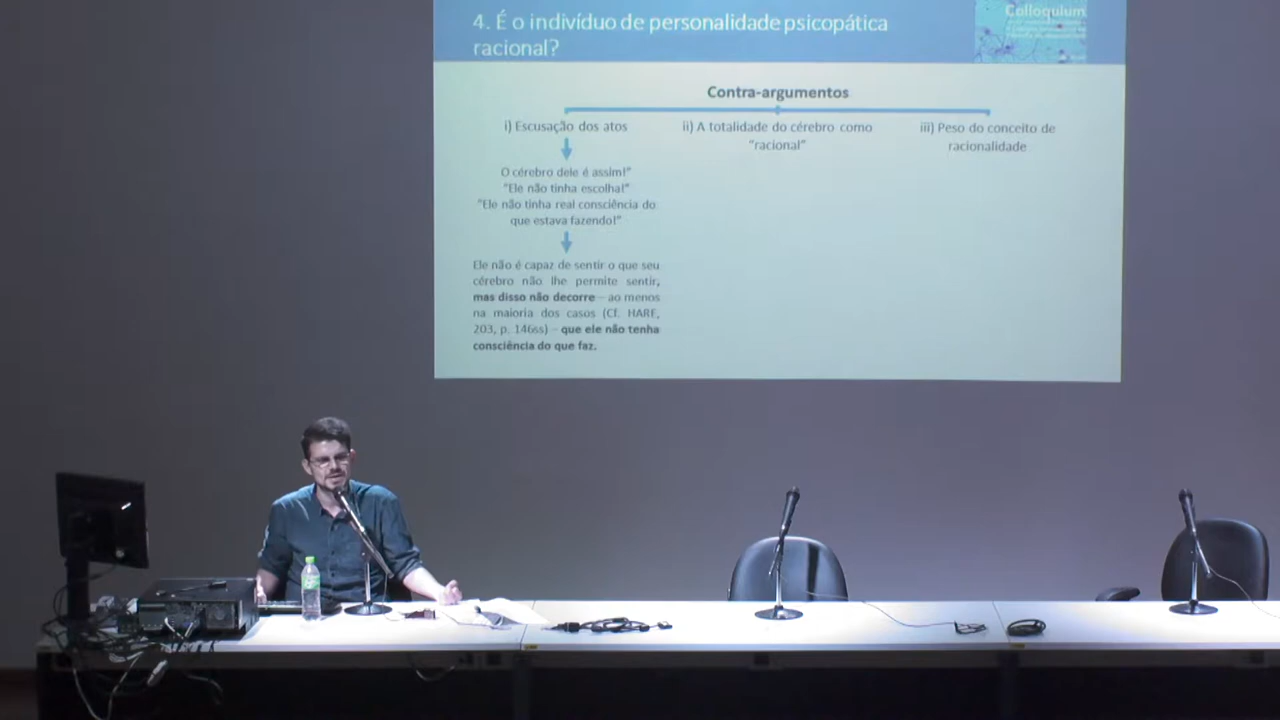 4. É o indivíduo de personalidade psicopática
racional?
Colloquium
Contra-argumentos
i) Escusação dos atos
ii) A totalidade do cérebro como
"racional"
iii) Peso do conceito de
racionalidade
O cérebro dele é assim!"
"Ele não tinha escolha!"
"Ele não tinha real consciência do
que estava fazendo!"
Ele não é capaz de sentir o que seu
cérebro não lhe permite sentir,
mas disso não decorre – ao menos
na maioria dos casos (Cf. HARE,
203, p. 146ss) – que ele não tenha
consciência do que faz.